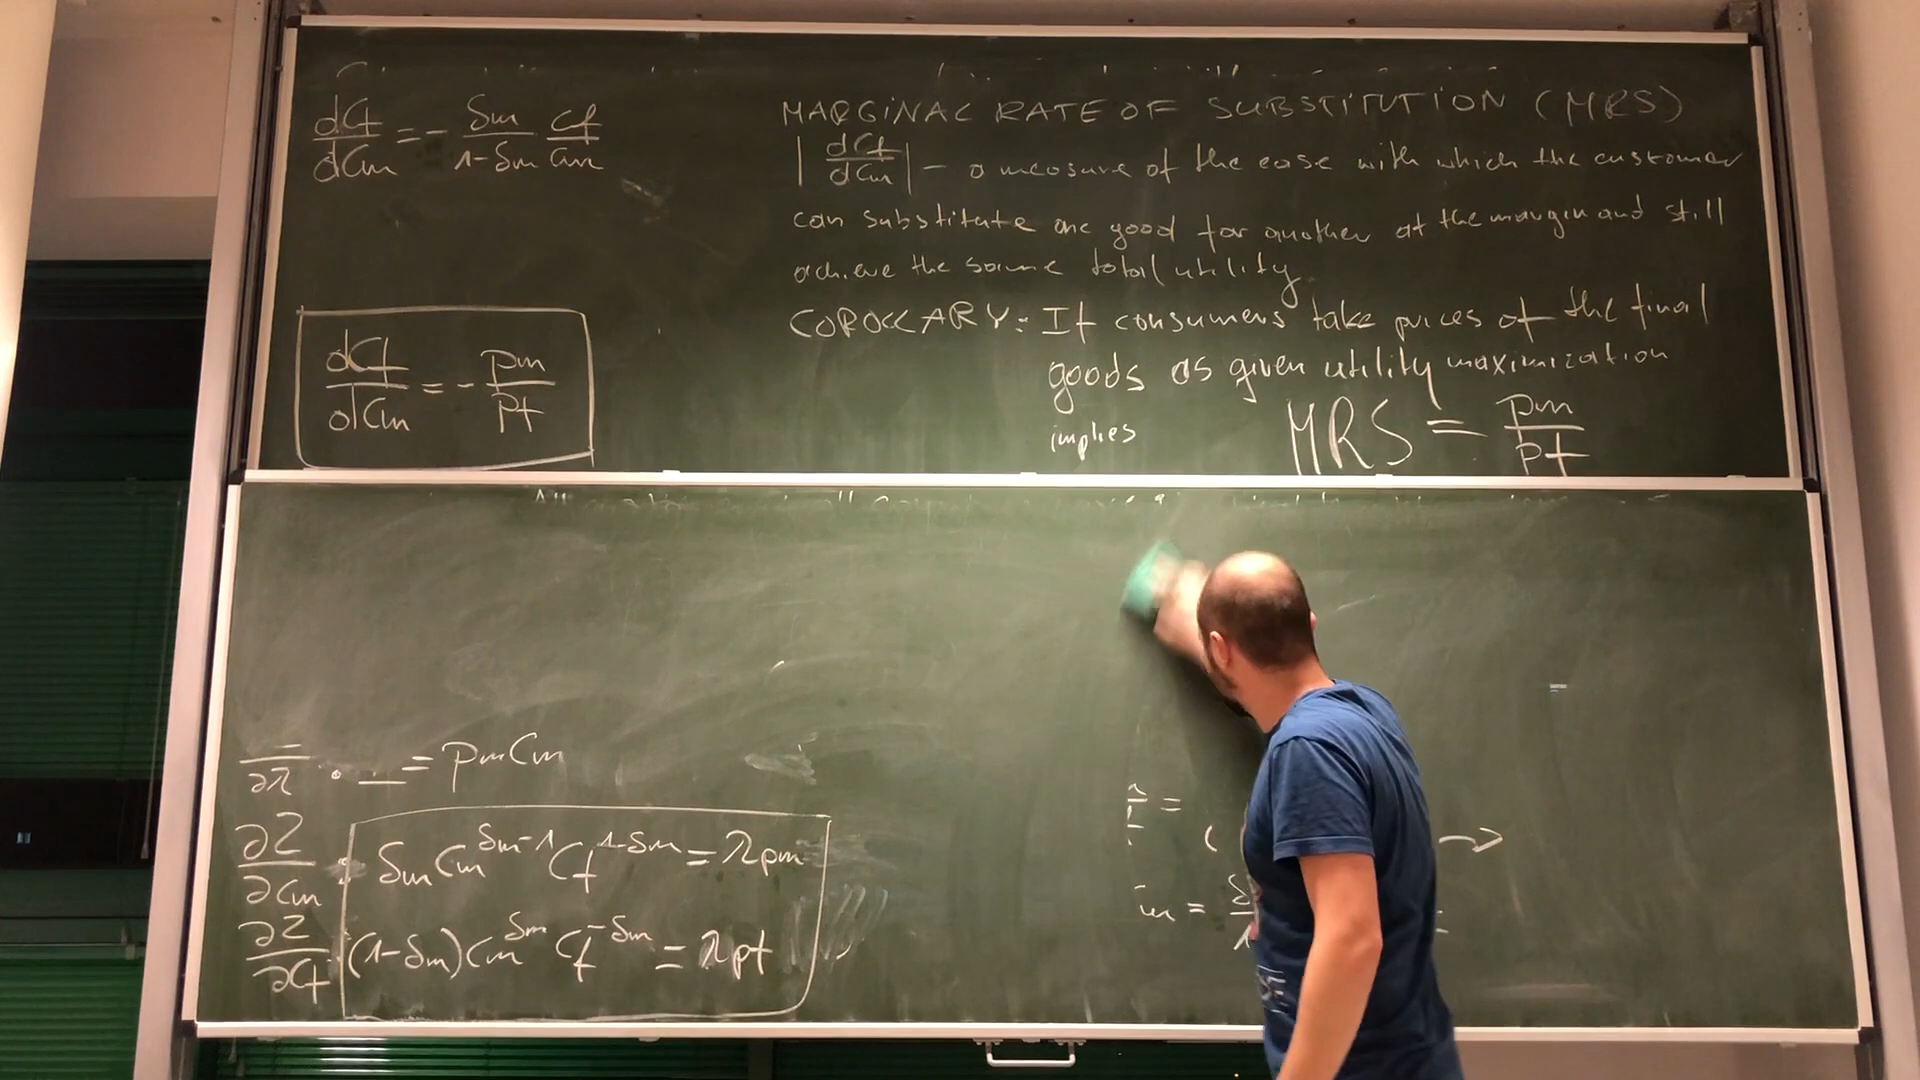 dCf/dCm = - δm/1-δm Cf/Cm
dCf/dCm = - pm/pf
MARGINAL RATE OF SUBSTITUTION (MRS)
|dCf/dCm| - a measure of the ease with which the customer
can substitute one good for another at the margin and still
achieve the same total utility.
COROLLARY: If consumers take prices of the final
goods as given utility maximization
implies MRS = pm/pf
∂λ = pmCm
∂L/∂Cm : δm Cm^δm-1 Cf^1-δm = λpm
∂L/∂Cf : (1-δm) Cm^δm Cf^-δm = λpf